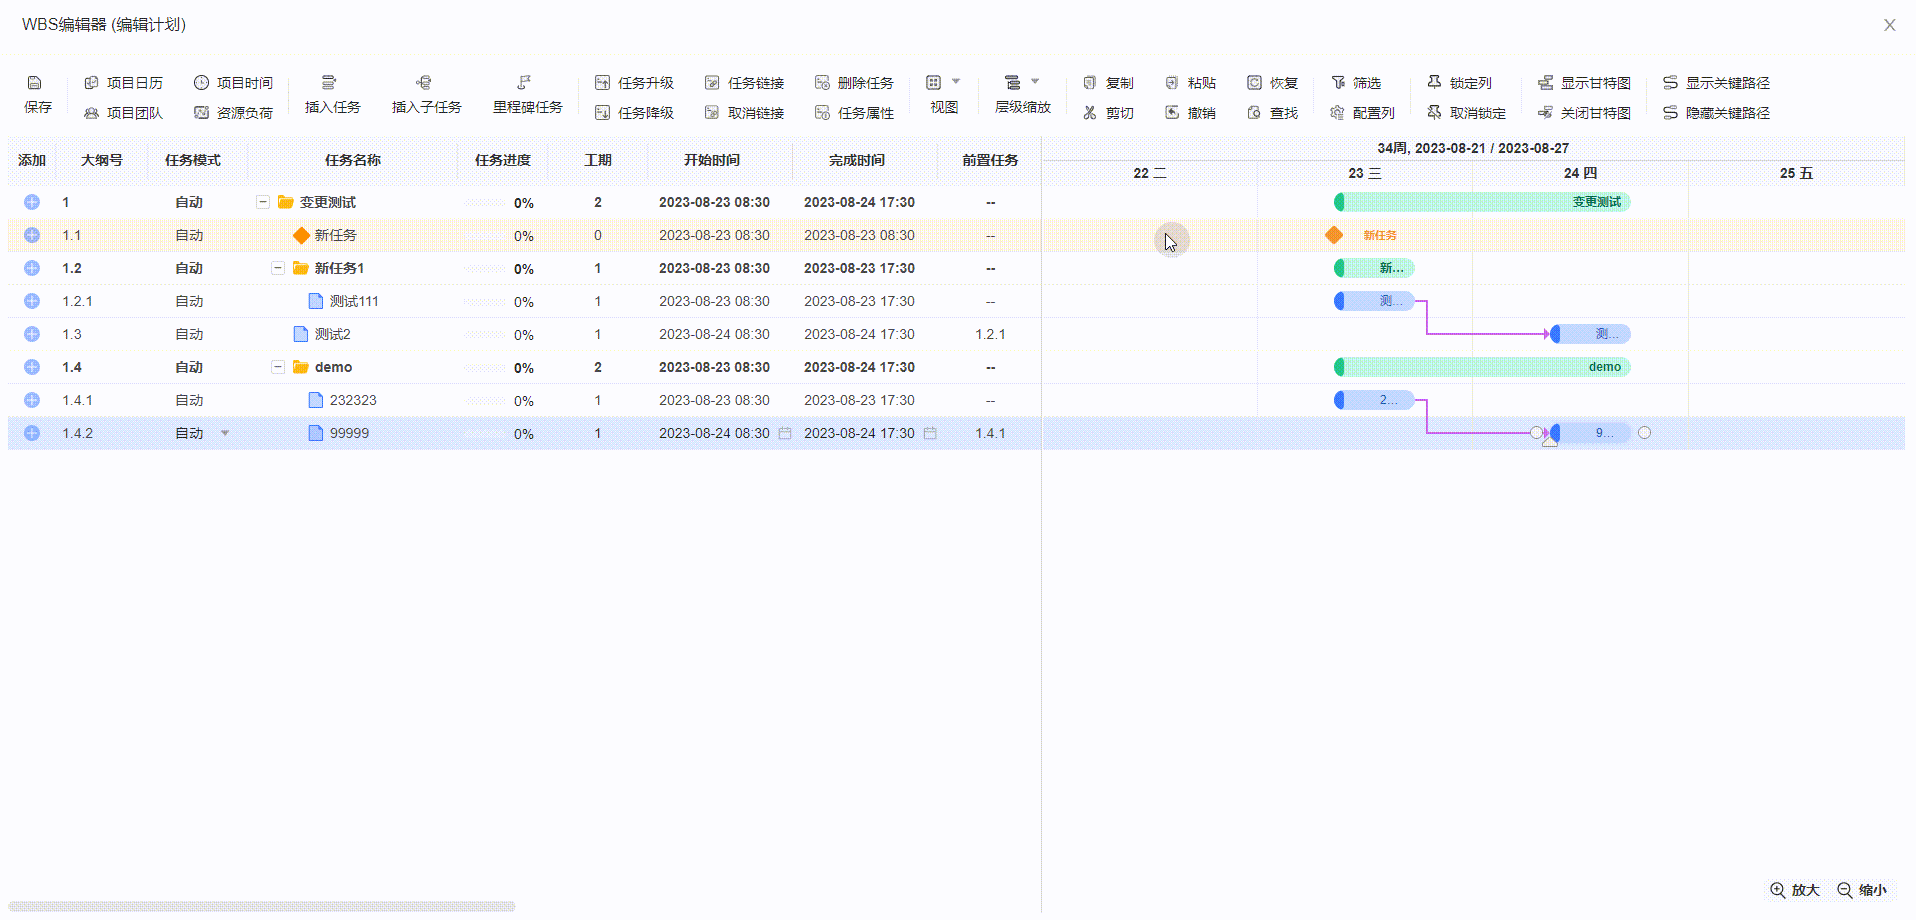 WBS编辑器 (编辑计划)
保存 项目日历 项目时间 插入任务 插入子任务 里程碑任务 任务升级 任务链接 删除任务 视图 层级缩放 复制 粘贴 恢复 筛选 锁定列 显示甘特图 显示关键路径
项目团队 资源负荷 任务降级 取消链接 任务属性 剪切 撤销 查找 配置列 取消锁定 关闭甘特图 隐藏关键路径
添加 大纲号 任务模式 任务名称 任务进度 工期 开始时间 完成时间 前置任务
34周, 2023-08-21 / 2023-08-27
22 二 23 三 24 四 25 五
1 自动 变更测试 0% 2 2023-08-23 08:30 2023-08-24 17:30 -- 变更测试
1.1 自动 新任务 0% 0 2023-08-23 08:30 2023-08-23 08:30 -- 新任务
1.2 自动 新任务1 0% 1 2023-08-23 08:30 2023-08-23 17:30 -- 新...
1.2.1 自动 测试111 0% 1 2023-08-23 08:30 2023-08-23 17:30 -- 测...
1.3 自动 测试2 0% 1 2023-08-24 08:30 2023-08-24 17:30 1.2.1 测...
1.4 自动 demo 0% 2 2023-08-23 08:30 2023-08-24 17:30 -- demo
1.4.1 自动 232323 0% 1 2023-08-23 08:30 2023-08-23 17:30 -- 2...
1.4.2 自动 99999 0% 1 2023-08-24 08:30 2023-08-24 17:30 1.4.1 9...
放大 缩小